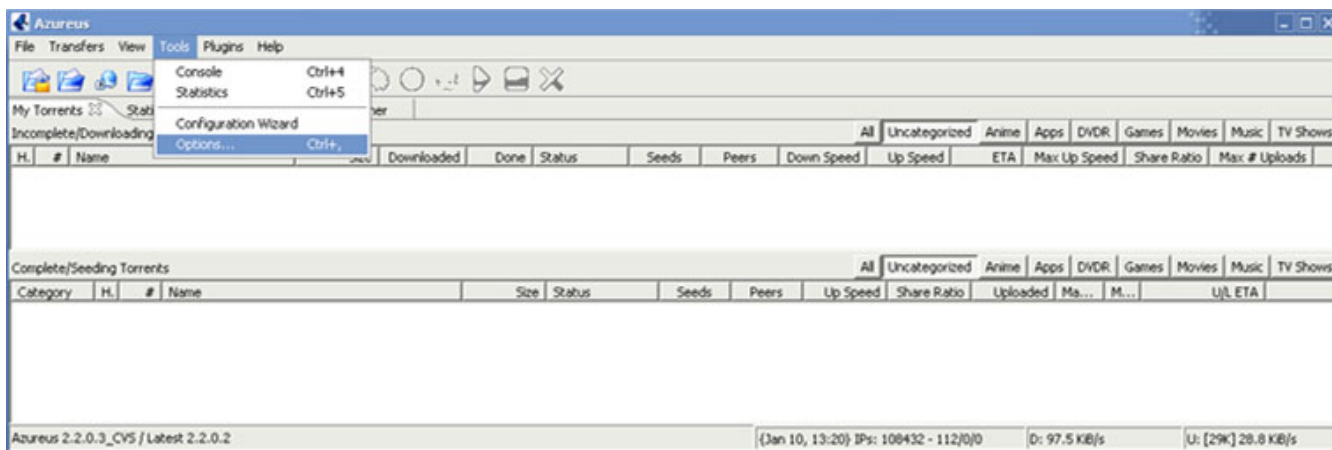 Azureus
File Transfers View Tools Plugins Help
Console Ctrl+4
Statistics Ctrl+5
Configuration Wizard
Options... Ctrl+,
My Torrents
Incomplete/Downloading All Uncategorized Anime Apps DVDR Games Movies Music TV Shows
H. # Name Size Downloaded Done Status Seeds Peers Down Speed Up Speed ETA Max Up Speed Share Ratio Max # Uploads
Complete/Seeding Torrents All Uncategorized Anime Apps DVDR Games Movies Music TV Shows
Category H. # Name Size Status Seeds Peers Up Speed Share Ratio Uploaded Ma... M... U/L ETA
Azureus 2.2.0.3_CVS / Latest 2.2.0.2 {Jan 10, 13:20} IPs: 108432 - 112/0/0 D: 97.5 KiB/s U: [29K] 28.8 KiB/s